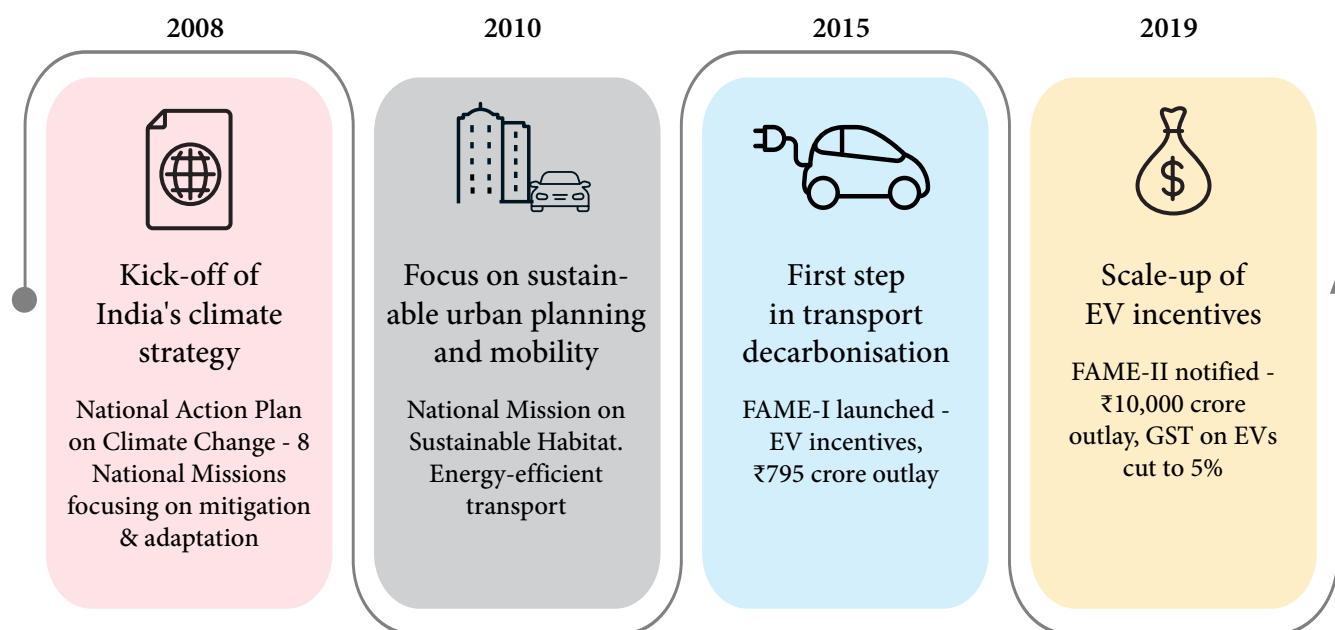 2008
Kick-off of
India's climate
strategy
National Action Plan
on Climate Change - 8
National Missions
focusing on mitigation
& adaptation
2010
Focus on sustain-
able urban planning
and mobility
National Mission on
Sustainable Habitat.
Energy-efficient
transport
2015
First step
in transport
decarbonisation
FAME-I launched -
EV incentives,
₹795 crore outlay
2019
$
Scale-up of
EV incentives
FAME-II notified -
₹10,000 crore
outlay, GST on EVs
cut to 5%